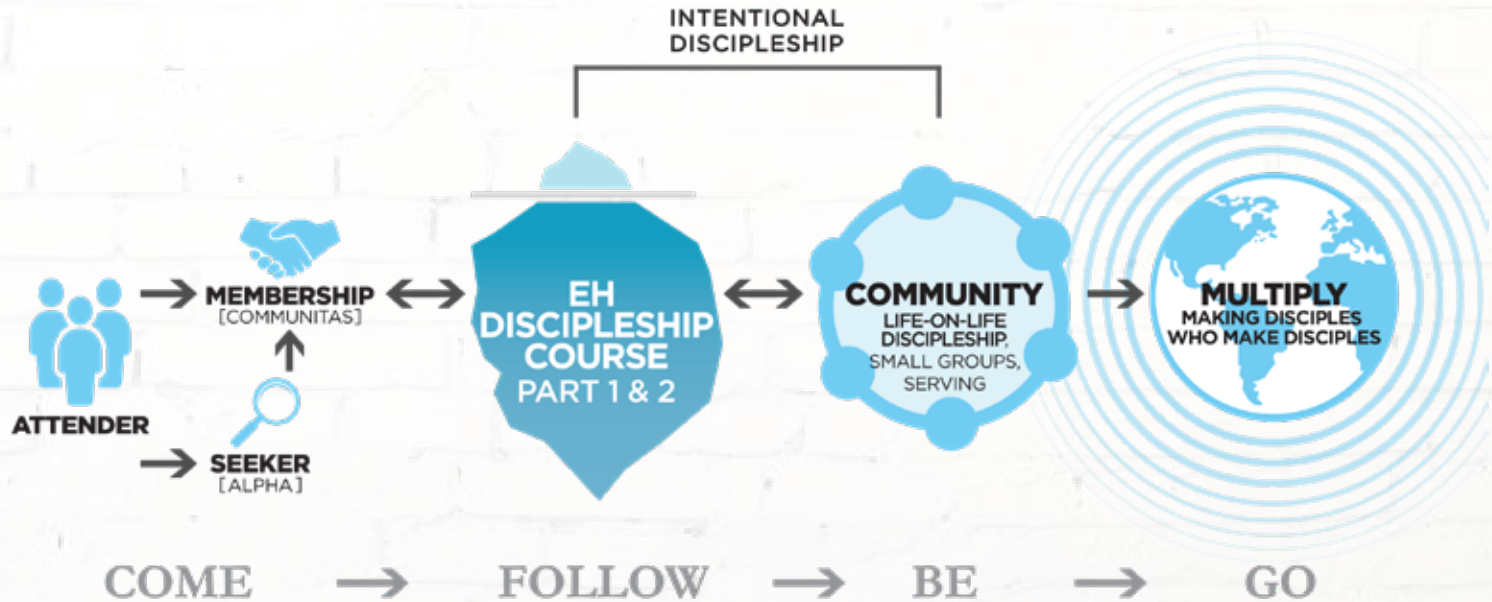 INTENTIONAL
DISCIPLESHIP
ATTENDER
MEMBERSHIP
[COMMUNITAS]
SEEKER
[ALPHA]
EH
DISCIPLESHIP
COURSE
PART 1 & 2
COMMUNITY
LIFE-ON-LIFE
DISCIPLESHIP,
SMALL GROUPS,
SERVING
MULTIPLY
MAKING DISCIPLES
WHO MAKE DISCIPLES
COME
FOLLOW
BE
GO